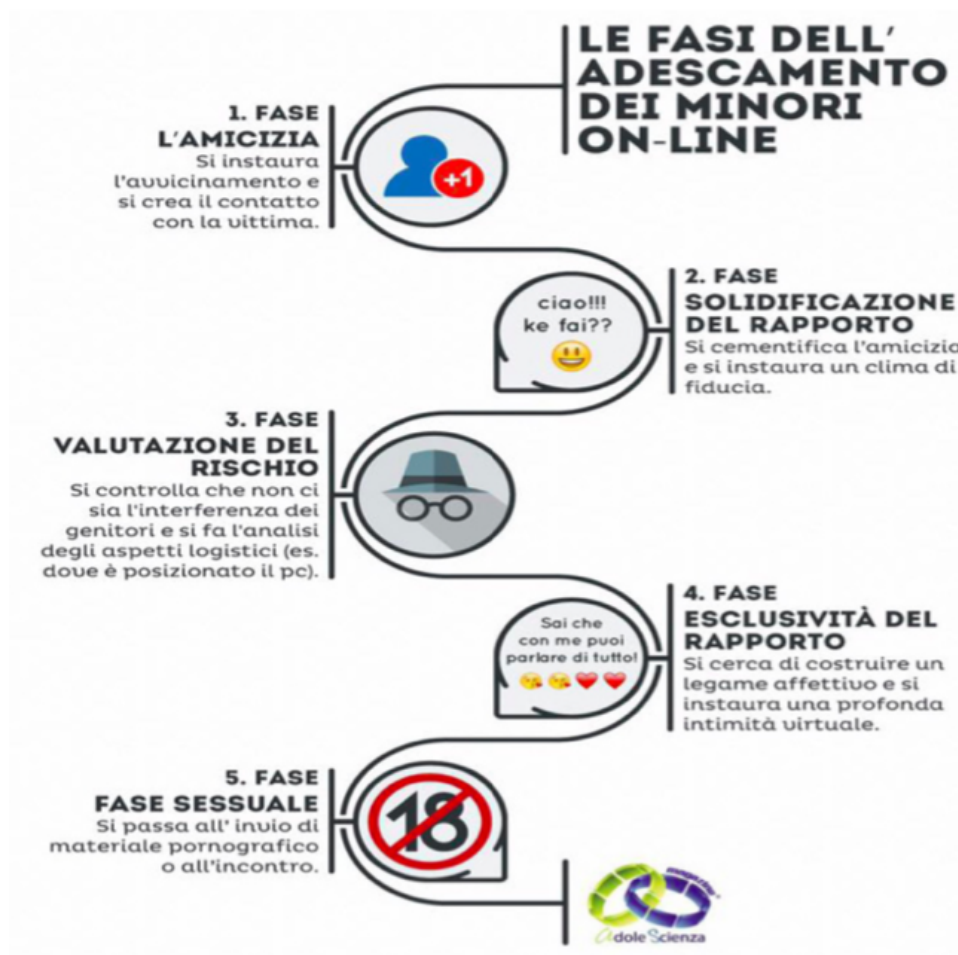 LE FASI DELL'
ADESCAMENTO
DEI MINORI
ON-LINE
1. FASE
L'AMICIZIA
Si instaura
l'avvicinamento e
si crea il contatto
con la vittima.
+1
2. FASE
SOLIDIFICAZIONE
DEL RAPPORTO
Si cementifica l'amicizia
e si instaura un clima di
fiducia.
ciao!!!
ke fai??
3. FASE
VALUTAZIONE DEL
RISCHIO
Si controlla che non ci
sia l'interferenza dei
genitori e si fa l'analisi
degli aspetti logistici (es.
dove è posizionato il pc).
4. FASE
ESCLUSIVITÀ DEL
RAPPORTO
Si cerca di costruire un
legame affettivo e si
instaura una profonda
intimità virtuale.
Sai che
con me puoi
parlare di tutto!
5. FASE
FASE SESSUALE
Si passa all' invio di
materiale pornografico
o all'incontro.
18
AdoleScienza